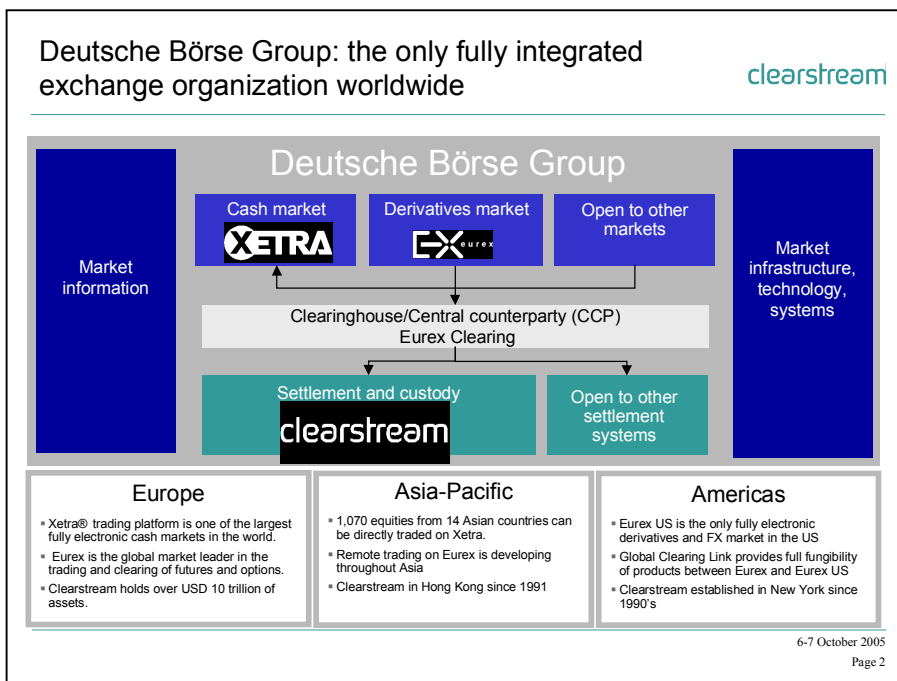 Deutsche Börse Group: the only fully integrated
exchange organization worldwide
clearstream
Deutsche Börse Group
Market
information
Cash market
XETRA
Derivatives market
EX eurex
Open to other
markets
Market
infrastructure,
technology,
systems
Clearinghouse/Central counterparty (CCP)
Eurex Clearing
Settlement and custody
clearstream
Open to other
settlement
systems
Europe
▪ Xetra® trading platform is one of the largest
fully electronic cash markets in the world.
▪ Eurex is the global market leader in the
trading and clearing of futures and options.
▪ Clearstream holds over USD 10 trillion of
assets.
Asia-Pacific
▪ 1,070 equities from 14 Asian countries can
be directly traded on Xetra.
▪ Remote trading on Eurex is developing
throughout Asia
▪ Clearstream in Hong Kong since 1991
Americas
▪ Eurex US is the only fully electronic
derivatives and FX market in the US
▪ Global Clearing Link provides full fungibility
of products between Eurex and Eurex US
▪ Clearstream established in New York since
1990's
6-7 October 2005
Page 2